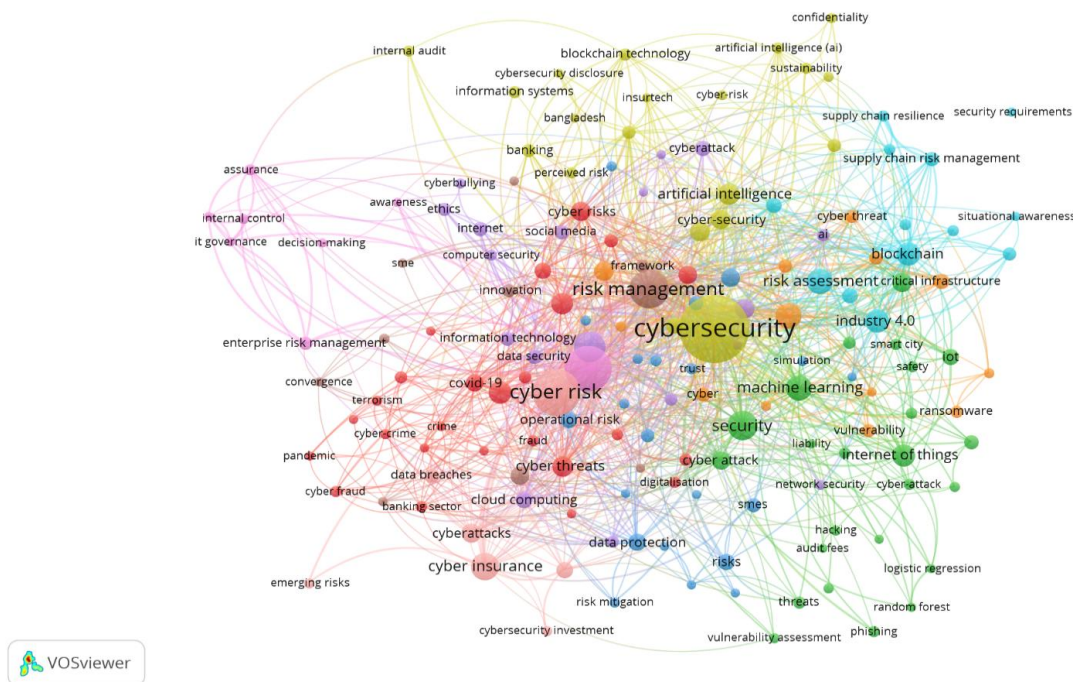 confidentiality
internal audit
blockchain technology
artificial intelligence (ai)
cybersecurity disclosure
sustainability
information systems
insurtech
cyber-risk
bangladesh
supply chain resilience
security requirements
banking
cyberattack
supply chain risk management
assurance
perceived risk
cyberbullying
artificial intelligence
awareness
ethics
cyber risks
cyber-security
cyber threat
situational awareness
internal control
internet
social media
ai
it governance
decision-making
computer security
blockchain
sme
framework
innovation
risk management
risk assessment
critical infrastructure
cybersecurity
industry 4.0
enterprise risk management
information technology
smart city
data security
simulation
safety
iot
trust
convergence
covid-19
cyber risk
machine learning
cyber
terrorism
ransomware
operational risk
security
vulnerability
cyber-crime
crime
fraud
liability
pandemic
internet of things
data breaches
cyber threats
cyber attack
cyber fraud
digitalisation
network security
cyber-attack
banking sector
cloud computing
smes
cyberattacks
data protection
hacking
audit fees
cyber insurance
risks
logistic regression
emerging risks
risk mitigation
threats
random forest
cybersecurity investment
vulnerability assessment
phishing
VOSviewer